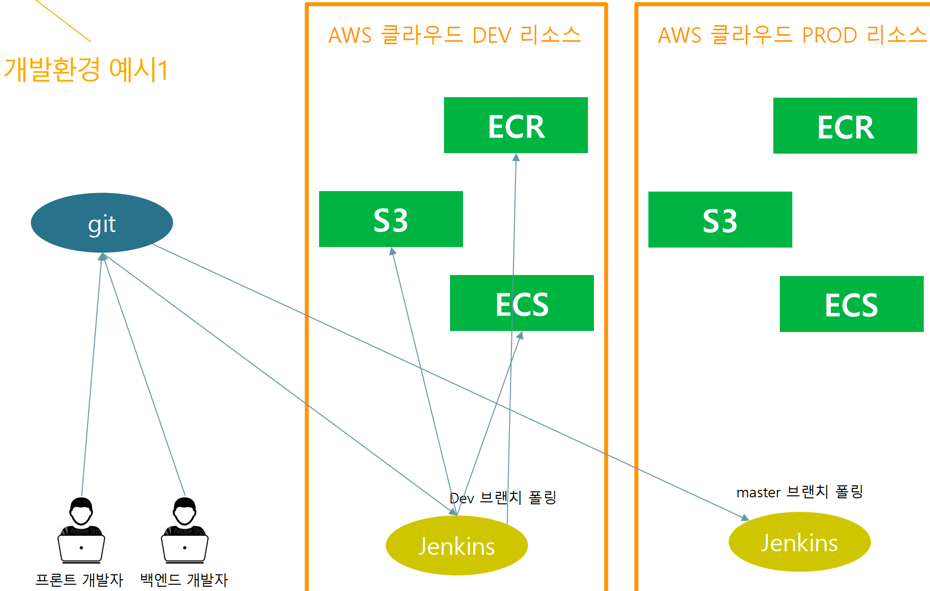 AWS 클라우드 DEV 리소스
AWS 클라우드 PROD 리소스
개발환경 예시1
ECR
ECR
git
S3
S3
ECS
ECS
Dev 브랜치 폴링
master 브랜치 폴링
Jenkins
Jenkins
프론트 개발자
백엔드 개발자